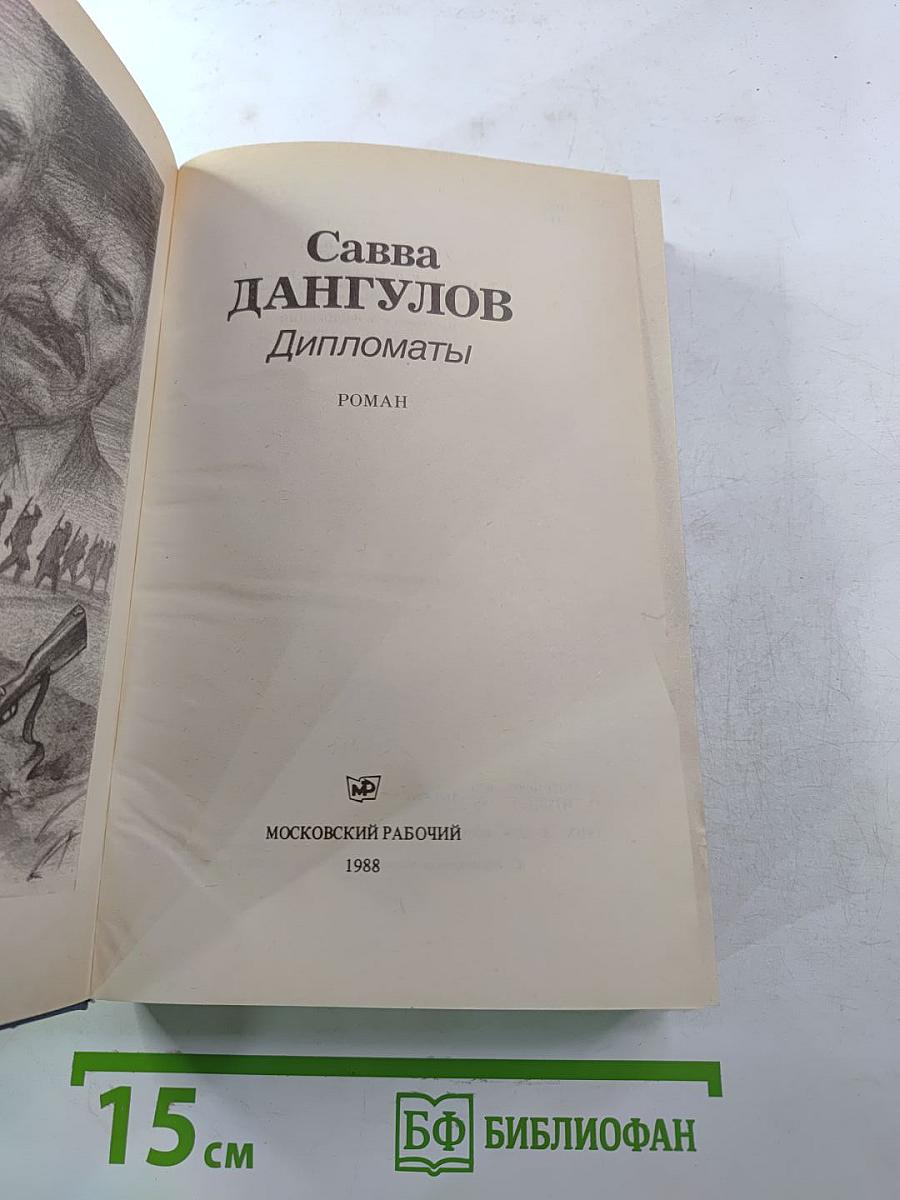 Савва
ДАНГУЛОВ
Дипломаты
РОМАН
МР
МОСКОВСКИЙ РАБОЧИЙ
1988
15 см
БФ БИБЛИОФАН